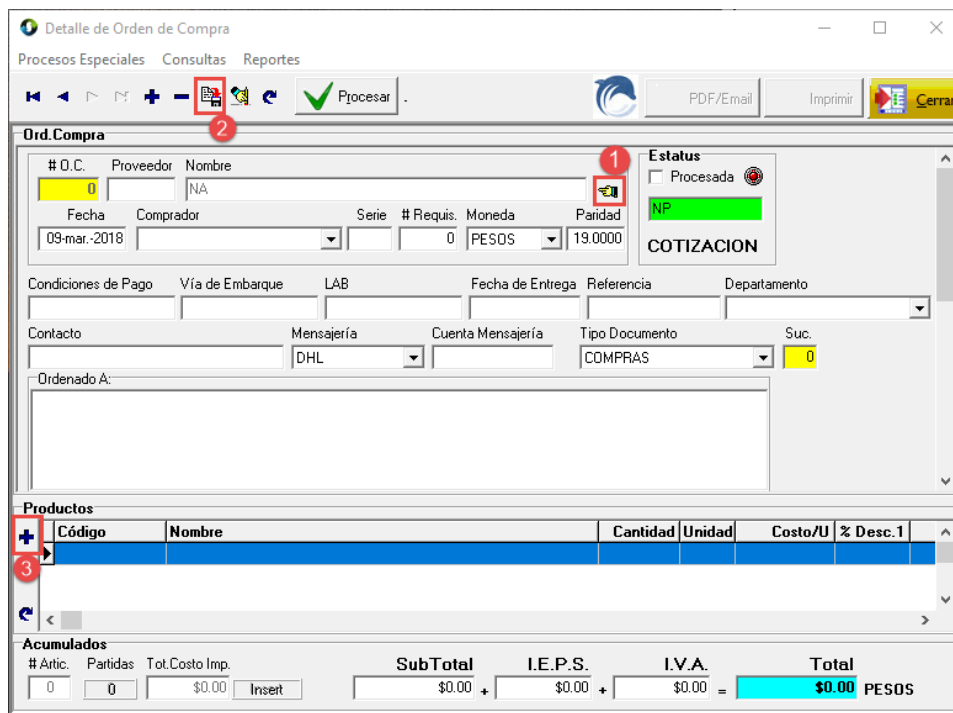 Detalle de Orden de Compra
Procesos Especiales Consultas Reportes
Procesar . PDF/Email Imprimir Cerrar
2
Ord.Compra
# O.C. Proveedor Nombre 1 Estatus
0 NA Procesada
Fecha Comprador Serie # Requis. Moneda Paridad NP
09-mar.-2018 0 PESOS 19.0000 COTIZACION
Condiciones de Pago Vía de Embarque LAB Fecha de Entrega Referencia Departamento
Contacto Mensajería Cuenta Mensajería Tipo Documento Suc.
DHL COMPRAS 0
Ordenado A:
Productos
Código Nombre Cantidad Unidad Costo/U % Desc.1
3
Acumulados
# Artic. Partidas Tot.Costo Imp. SubTotal I.E.P.S. I.V.A. Total
0 0 $0.00 Insert $0.00 + $0.00 + $0.00 = $0.00 PESOS